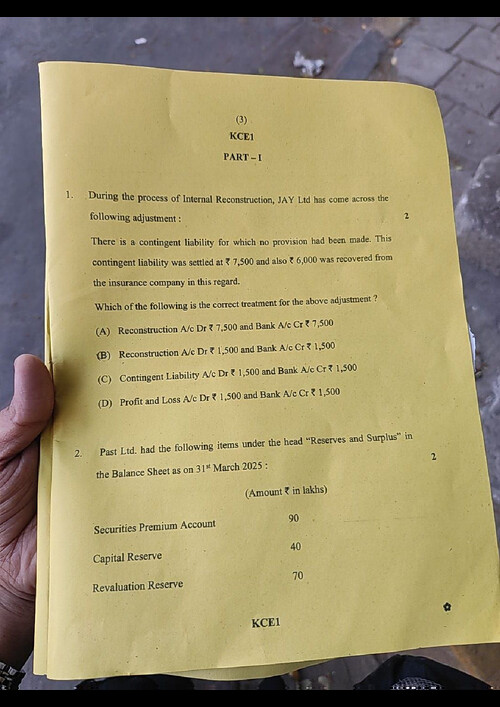 (3)
KCE1
PART – I
1. During the process of Internal Reconstruction, JAY Ltd has come across the
following adjustment : 2
There is a contingent liability for which no provision had been made. This
contingent liability was settled at ₹ 7,500 and also ₹ 6,000 was recovered from
the insurance company in this regard.
Which of the following is the correct treatment for the above adjustment ?
(A) Reconstruction A/c Dr ₹ 7,500 and Bank A/c Cr ₹ 7,500
(B) Reconstruction A/c Dr ₹ 1,500 and Bank A/c Cr ₹ 1,500
(C) Contingent Liability A/c Dr ₹ 1,500 and Bank A/c Cr ₹ 1,500
(D) Profit and Loss A/c Dr ₹ 1,500 and Bank A/c Cr ₹ 1,500
2. Past Ltd. had the following items under the head “Reserves and Surplus” in
the Balance Sheet as on 31st March 2025 : 2
(Amount ₹ in lakhs)
Securities Premium Account 90
Capital Reserve 40
Revaluation Reserve 70
KCE1